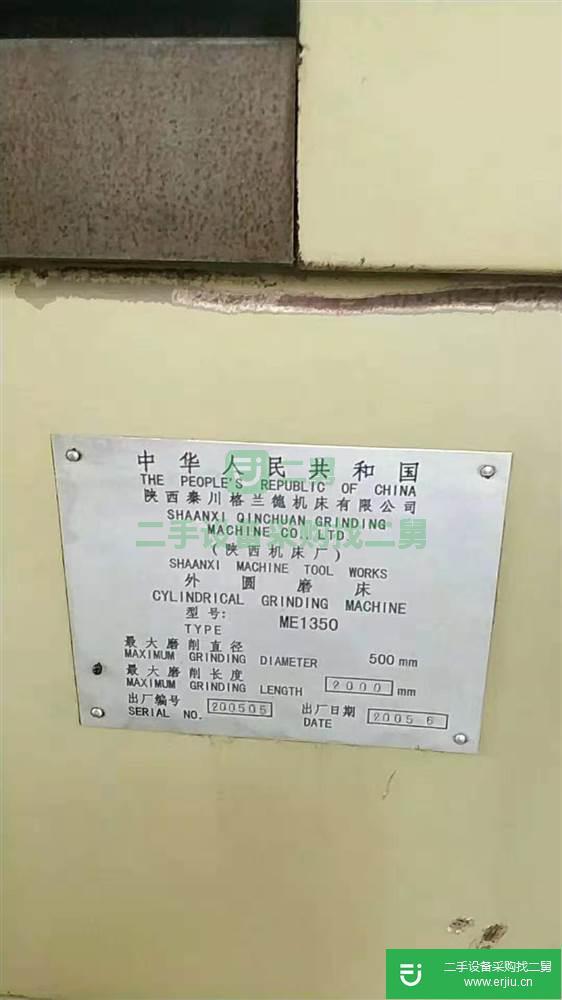 中华人民共和国
THE PEOPLE'S REPUBLIC OF CHINA
陕西秦川格兰德机床有限公司
SHAANXI QINCHUAN GRINDING
MACHINE CO., LTD.
(陕西机床厂)
SHAANXI MACHINE TOOL WORKS
外圆磨床
CYLINDRICAL GRINDING MACHINE
型号:
TYPE ME1350
最大磨削直径
MAXIMUM GRINDING DIAMETER 500 mm
最大磨削长度
MAXIMUM GRINDING LENGTH 2000 mm
出厂编号 200505 出厂日期 2005 6
SERIAL NO. DATE
二舅
二手设备采购找二舅
二手设备采购找二舅
www.erjiu.cn